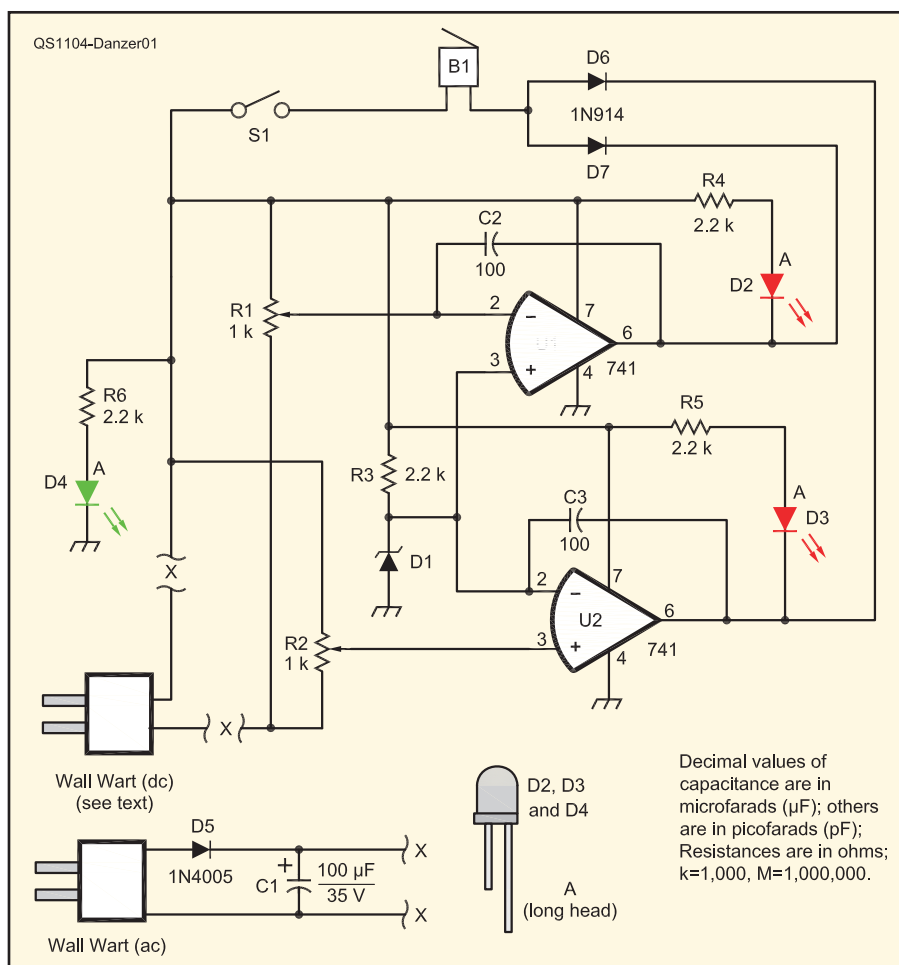 QS1104-Danzer01
B1
S1
D6
1N914
D7
R4
2.2 k
C2
100
A
D2
R1
1 k
2
3
7
6
4
741
R6
2.2 k
A
D4
R3
2.2 k
R5
2.2 k
C3
100
A
D3
D1
X
2
3
7
6
4
U2
741
R2
1 k
X
Wall Wart (dc)
(see text)
D5
1N4005
+
C1
100 µF
35 V
X
X
Wall Wart (ac)
D2, D3
and D4
A
(long head)
Decimal values of
capacitance are in
microfarads (µF); others
are in picofarads (pF);
Resistances are in ohms;
k=1,000, M=1,000,000.